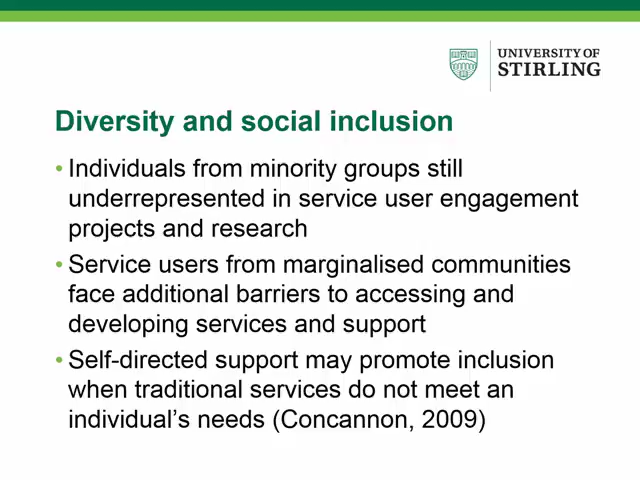 UNIVERSITY OF
STIRLING
Diversity and social inclusion
• Individuals from minority groups still
underrepresented in service user engagement
projects and research
• Service users from marginalised communities
face additional barriers to accessing and
developing services and support
• Self-directed support may promote inclusion
when traditional services do not meet an
individual’s needs (Concannon, 2009)